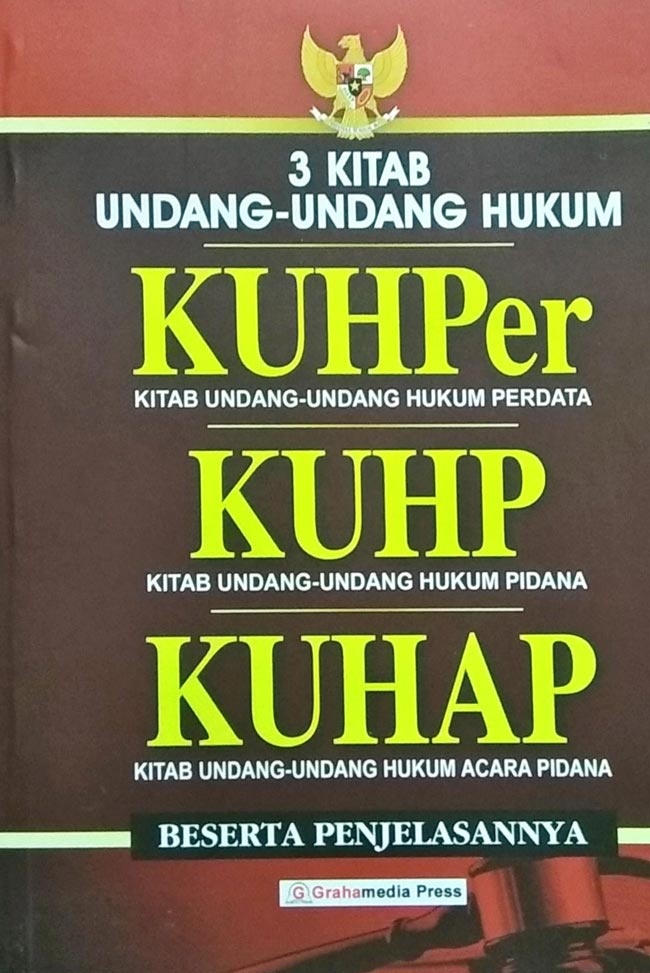 3 KITAB
UNDANG-UNDANG HUKUM
KUHPer
KITAB UNDANG-UNDANG HUKUM PERDATA
KUHP
KITAB UNDANG-UNDANG HUKUM PIDANA
KUHAP
KITAB UNDANG-UNDANG HUKUM ACARA PIDANA
BESERTA PENJELASANNYA
G Grahamedia Press